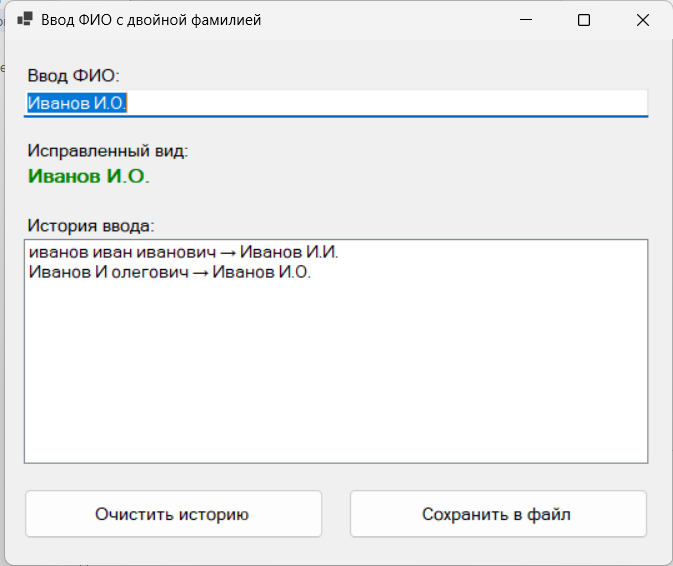 Ввод ФИО с двойной фамилией
Ввод ФИО:
Иванов И.О.
Исправленный вид:
Иванов И.О.
История ввода:
иванов иван иванович → Иванов И.И.
Иванов И олегович → Иванов И.О.
Очистить историю
Сохранить в файл